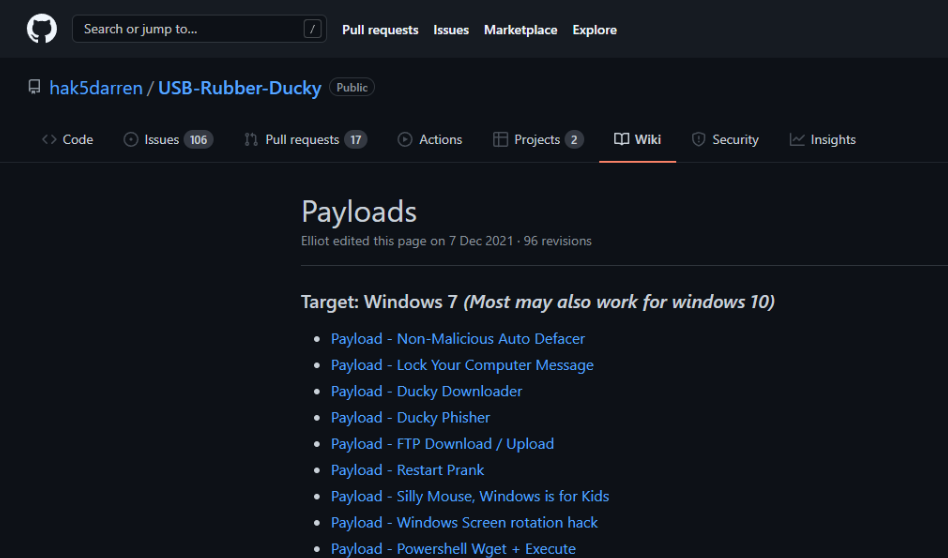 Search or jump to... /
Pull requests Issues Marketplace Explore
hak5darren / USB-Rubber-Ducky Public
Code Issues 106 Pull requests 17 Actions Projects 2 Wiki Security Insights
Payloads
Elliot edited this page on 7 Dec 2021 · 96 revisions
Target: Windows 7 (Most may also work for windows 10)
Payload - Non-Malicious Auto Defacer
Payload - Lock Your Computer Message
Payload - Ducky Downloader
Payload - Ducky Phisher
Payload - FTP Download / Upload
Payload - Restart Prank
Payload - Silly Mouse, Windows is for Kids
Payload - Windows Screen rotation hack
Payload - Powershell Wget + Execute